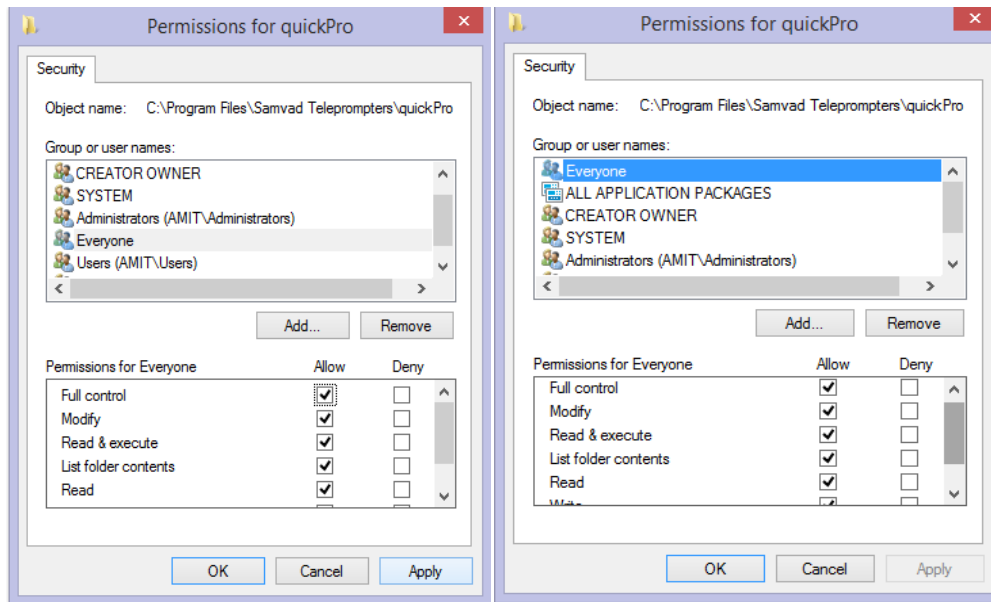 Permissions for quickPro
Security
Object name: C:\Program Files\Samvad Teleprompters\quickPro
Group or user names:
CREATOR OWNER
SYSTEM
Administrators (AMIT\Administrators)
Everyone
Users (AMIT\Users)
Add...
Remove
Permissions for Everyone Allow Deny
Full control
Modify
Read & execute
List folder contents
Read
OK Cancel Apply
Permissions for quickPro
Security
Object name: C:\Program Files\Samvad Teleprompters\quickPro
Group or user names:
Everyone
ALL APPLICATION PACKAGES
CREATOR OWNER
SYSTEM
Administrators (AMIT\Administrators)
Add...
Remove
Permissions for Everyone Allow Deny
Full control
Modify
Read & execute
List folder contents
Read
Write
OK Cancel Apply